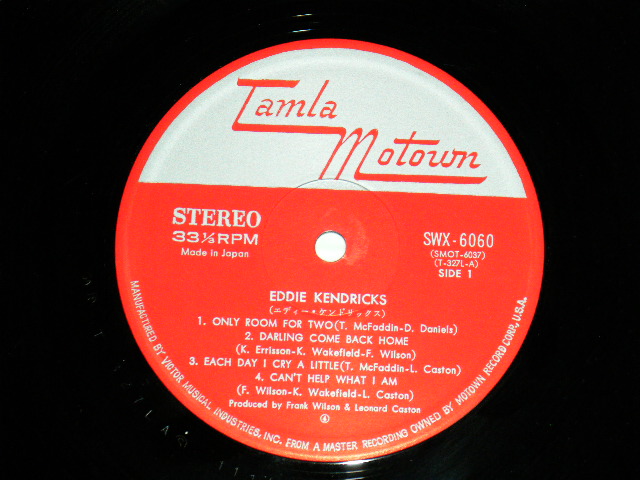 Tamla
Motown
STEREO
33⅓RPM
Made in Japan
SWX-6060
(SMOT-6037)
(T-327L-A)
SIDE 1
EDDIE KENDRICKS
(エディー・ケンドリックス)
1. ONLY ROOM FOR TWO(T. McFaddin-D. Daniels)
2. DARLING COME BACK HOME
(K. Errisson-K. Wakefield-F. Wilson)
3. EACH DAY I CRY A LITTLE(T. McFaddin-L. Caston)
4. CAN'T HELP WHAT I AM
(F. Wilson-K. Wakefield-L. Caston)
Produced by Frank Wilson & Leonard Caston
④
MANUFACTURED BY VICTOR MUSICAL INDUSTRIES, INC. FROM A MASTER RECORDING OWNED BY MOTOWN RECORD CORP., U.S.A.